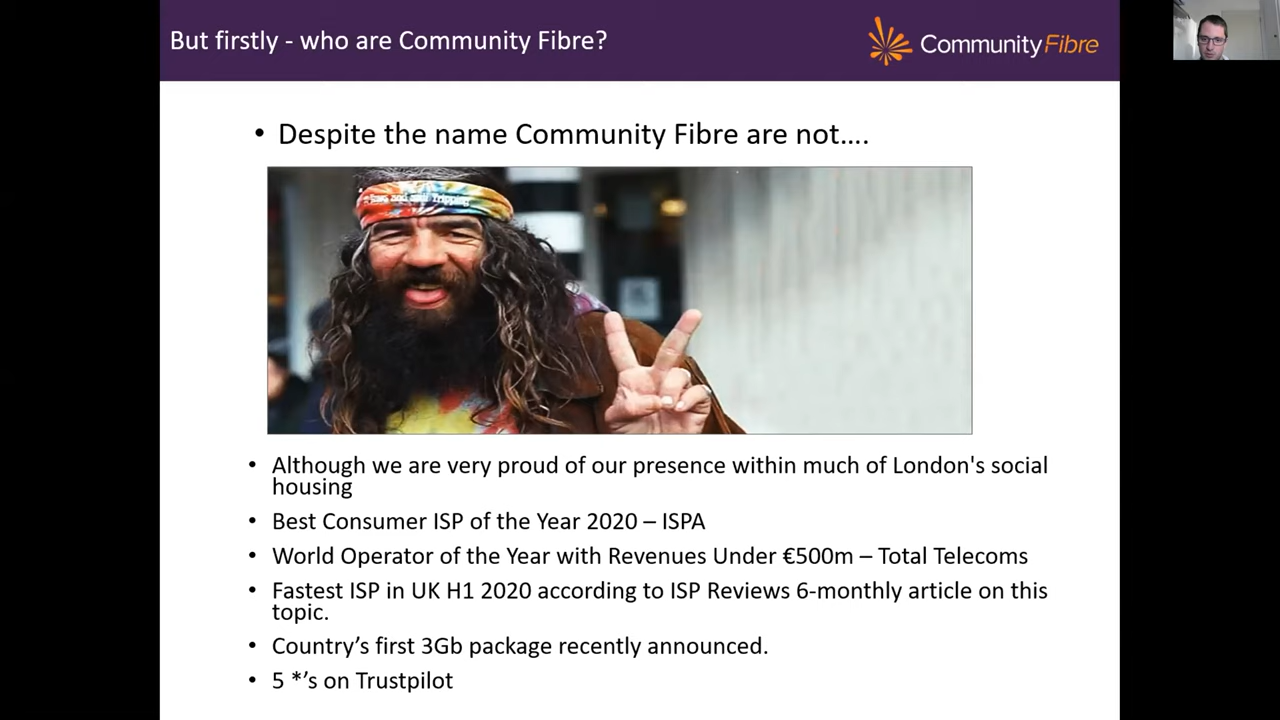 But firstly - who are Community Fibre?
CommunityFibre
• Despite the name Community Fibre are not….
• Although we are very proud of our presence within much of London's social
housing
• Best Consumer ISP of the Year 2020 – ISPA
• World Operator of the Year with Revenues Under €500m – Total Telecoms
• Fastest ISP in UK H1 2020 according to ISP Reviews 6-monthly article on this
topic.
• Country’s first 3Gb package recently announced.
• 5 *’s on Trustpilot